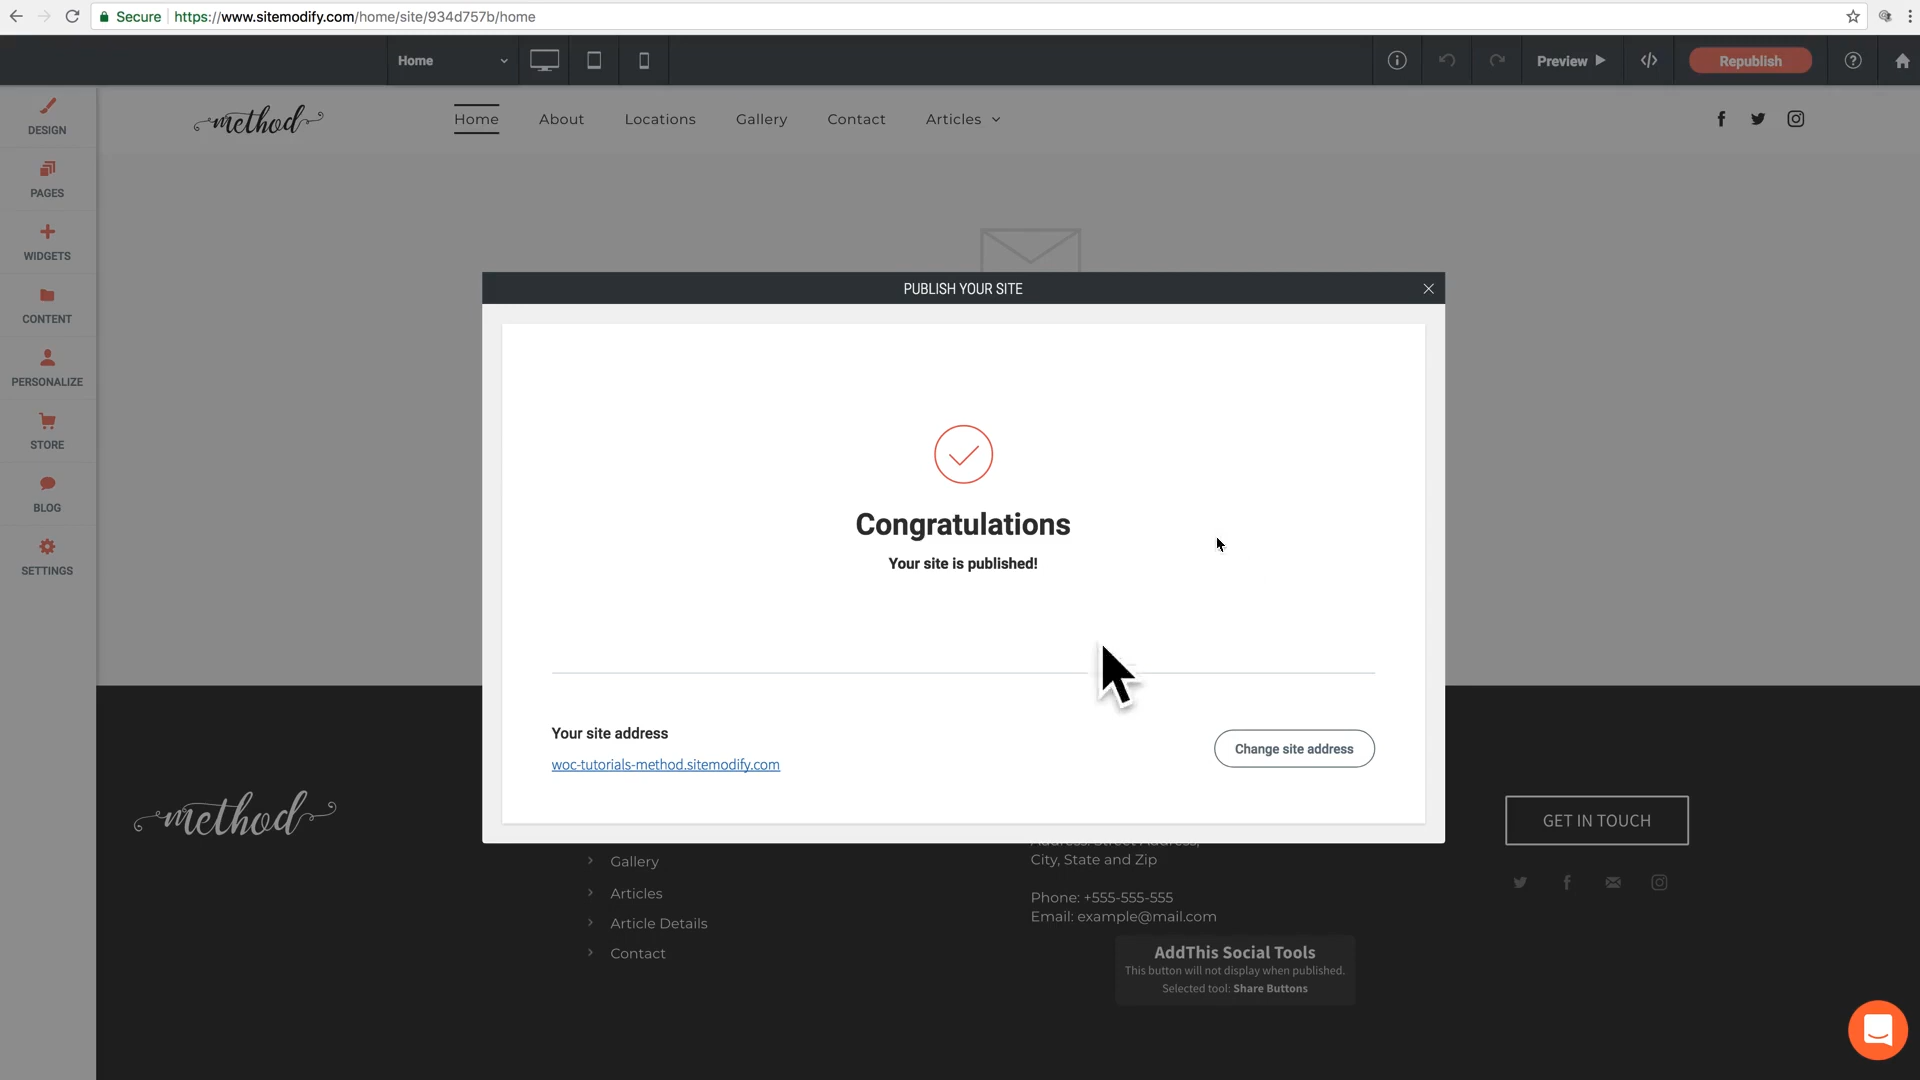 Secure https://www.sitemodify.com/home/site/934d757b/home
Home
Preview
Republish
DESIGN
PAGES
WIDGETS
CONTENT
PERSONALIZE
STORE
BLOG
SETTINGS
method
Home About Locations Gallery Contact Articles
PUBLISH YOUR SITE
Congratulations
Your site is published!
Your site address
woc-tutorials-method.sitemodify.com
Change site address
method
Gallery
Articles
Article Details
Contact
Address: Street Address,
City, State and Zip
Phone: +555-555-555
Email: example@mail.com
AddThis Social Tools
This button will not display when published.
Selected tool: Share Buttons
GET IN TOUCH